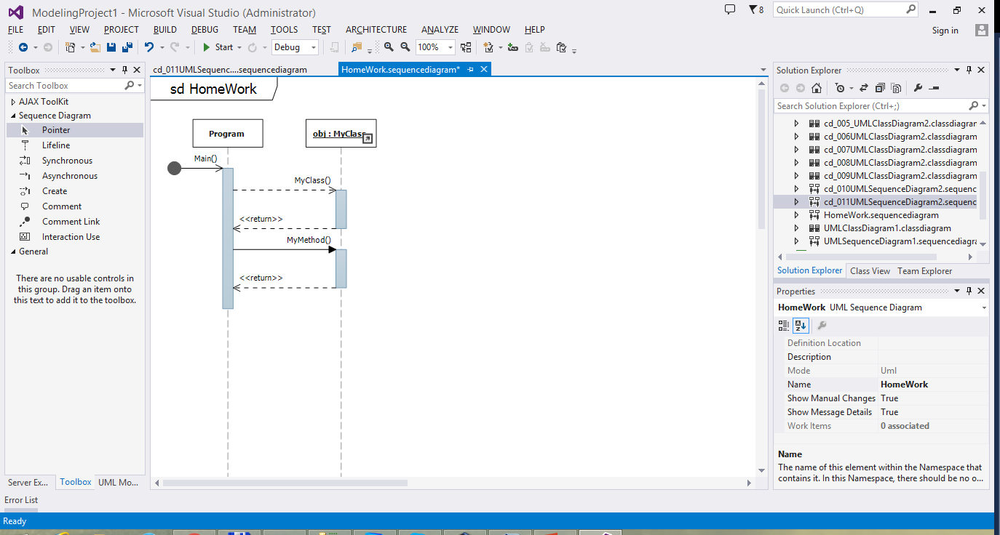 ModelingProject1 - Microsoft Visual Studio (Administrator)
8
Quick Launch (Ctrl+Q)
FILE EDIT VIEW PROJECT BUILD DEBUG TEAM TOOLS TEST ARCHITECTURE ANALYZE WINDOW HELP
Sign in
Start Debug 100%
Toolbox
Search Toolbox
AJAX ToolKit
Sequence Diagram
Pointer
Lifeline
Synchronous
Asynchronous
Create
Comment
Comment Link
Interaction Use
General
There are no usable controls in
this group. Drag an item onto
this text to add it to the toolbox.
Server Ex... Toolbox UML Mo...
cd_011UMLSequenc....sequencediagram HomeWork.sequencediagram*
sd HomeWork
Program
obj : MyClass
Main()
MyClass()
<<return>>
MyMethod()
<<return>>
Solution Explorer
Search Solution Explorer (Ctrl+;)
cd_005_UMLClassDiagram2.classdiagram
cd_006UMLClassDiagram2.classdiagram
cd_007UMLClassDiagram2.classdiagram
cd_008UMLClassDiagram2.classdiagram
cd_009UMLClassDiagram2.classdiagram
cd_010UMLSequenceDiagram2.sequenc
cd_011UMLSequenceDiagram2.sequenc
HomeWork.sequencediagram
UMLClassDiagram1.classdiagram
UMLSequenceDiagram1.sequencediagra
Solution Explorer Class View Team Explorer
Properties
HomeWork UML Sequence Diagram
Definition Location
Description
Mode Uml
Name HomeWork
Show Manual Changes True
Show Message Details True
Work Items 0 associated
Name
The name of this element within the Namespace that
contains it. In this Namespace, there should be no o...
Error List
Ready